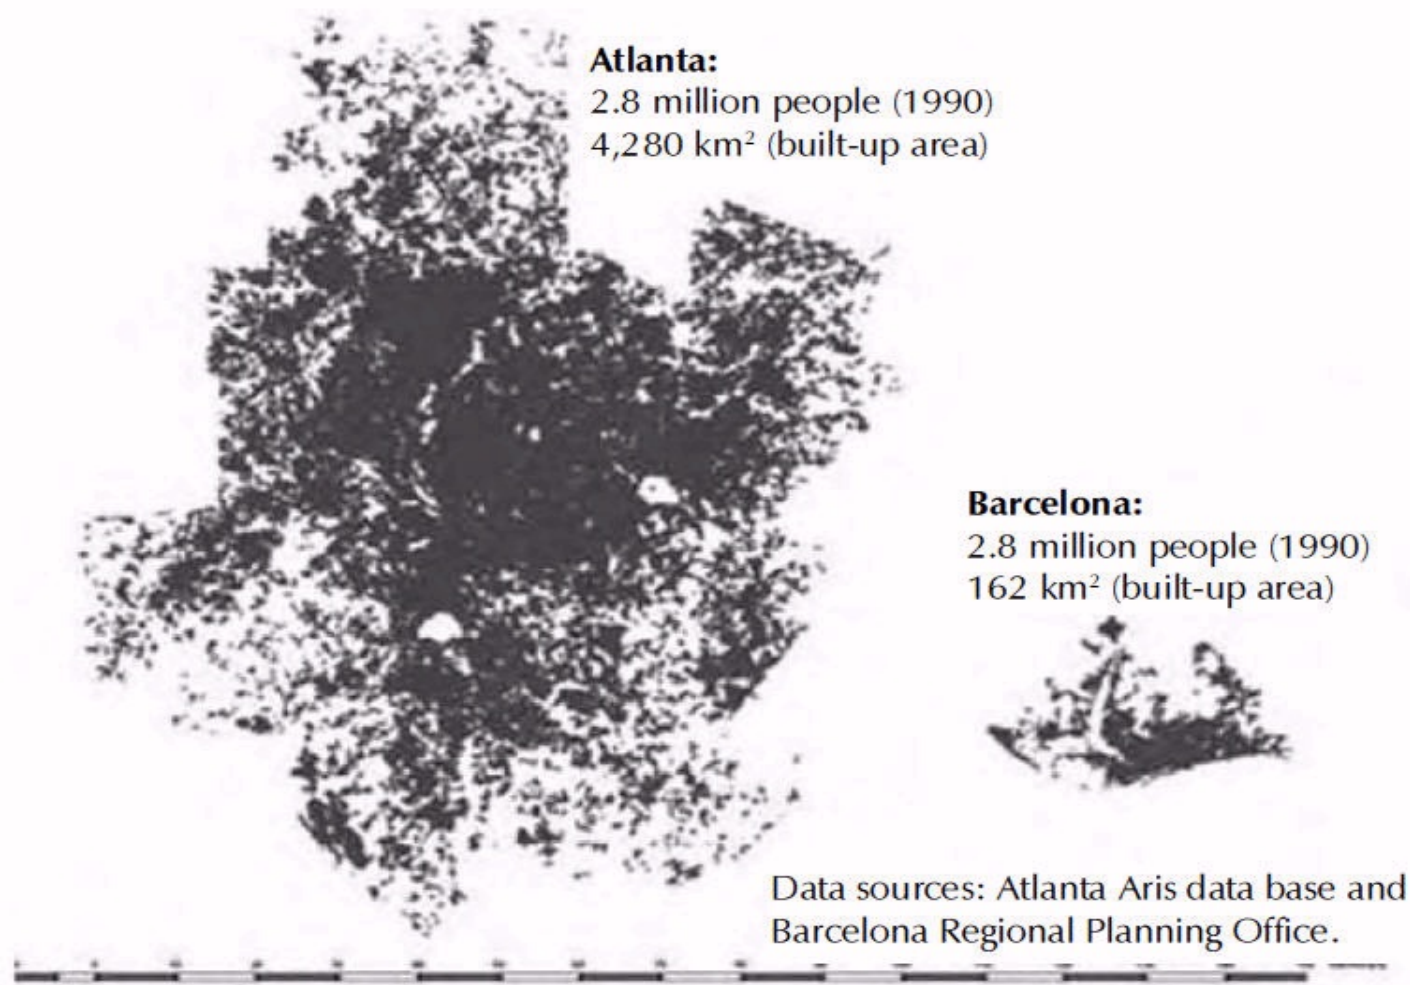 Atlanta:
2.8 million people (1990)
4,280 km² (built-up area)
Barcelona:
2.8 million people (1990)
162 km² (built-up area)
Data sources: Atlanta Aris data base and
Barcelona Regional Planning Office.